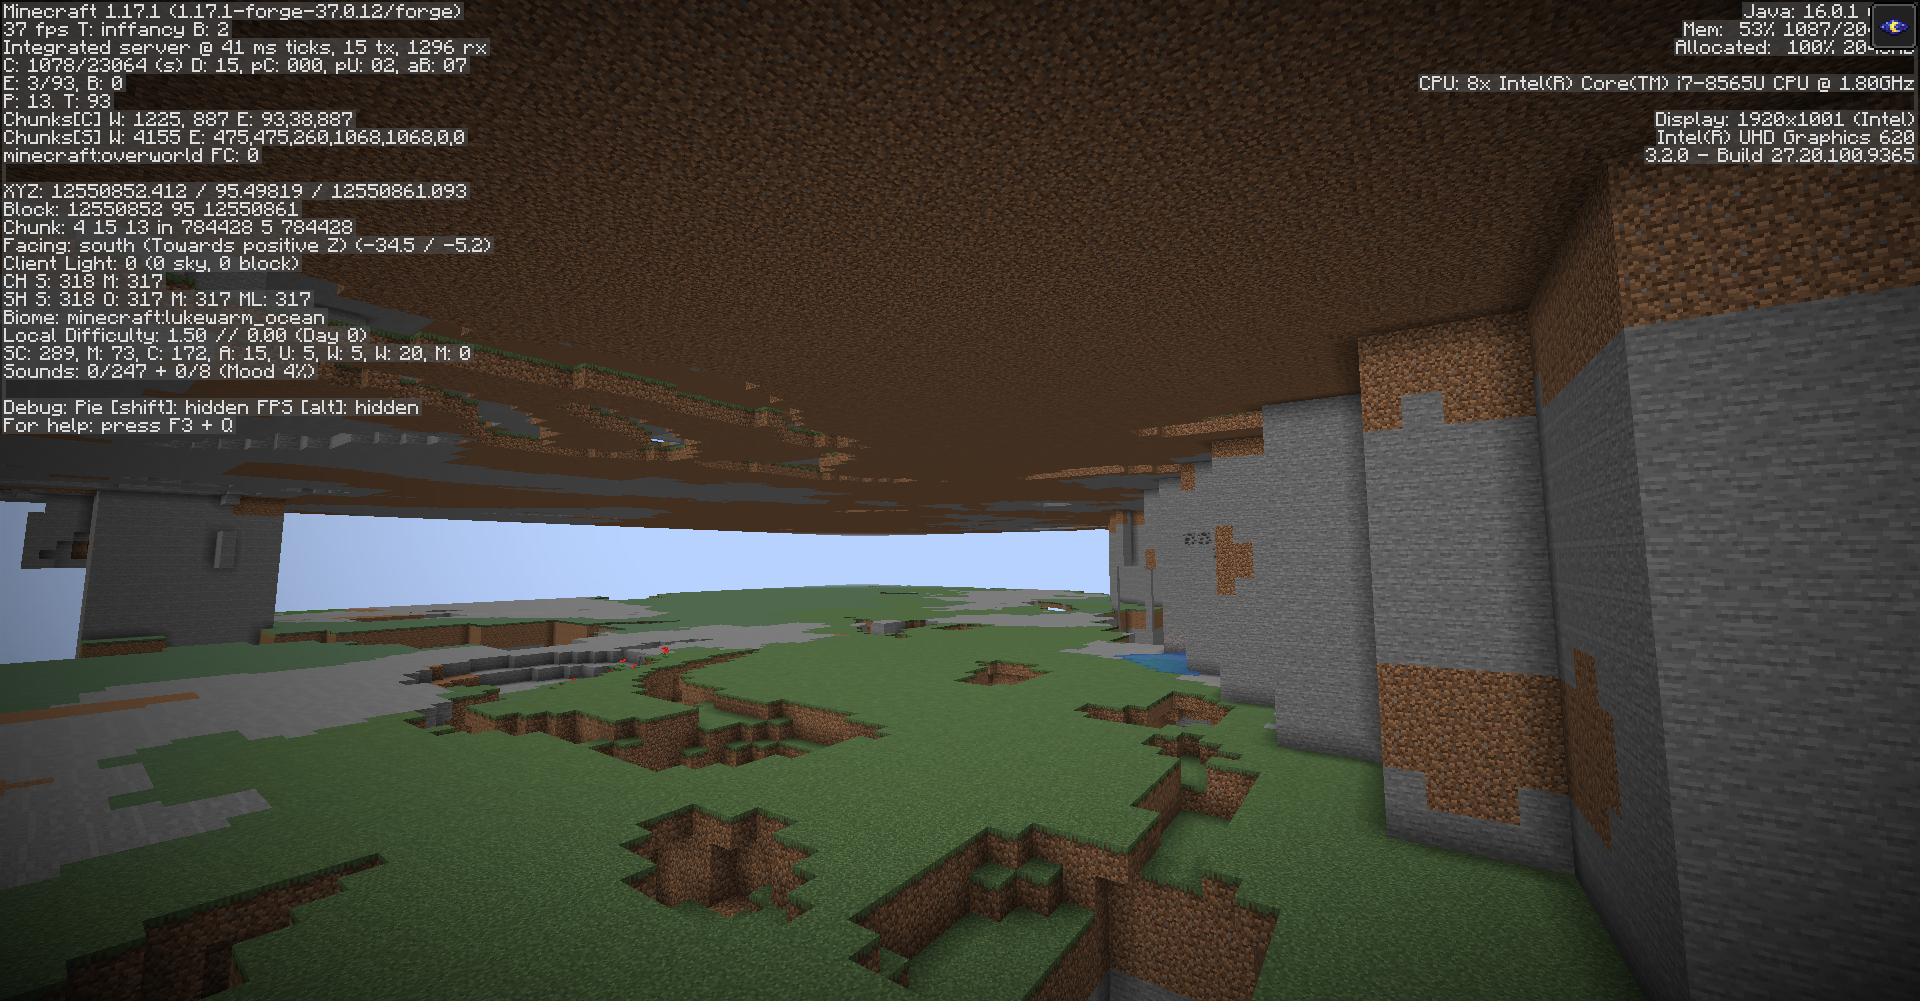 Minecraft 1.17.1 (1.17.1-forge-37.0.12/forge)
37 fps T: inffancy B: 2
Integrated server @ 41 ms ticks, 15 tx, 1296 rx
C: 1078/23064 (s) D: 15, pC: 000, pU: 02, aB: 07
E: 3/93, B: 0
P: 13. T: 93
Chunks[C] W: 1225, 887 E: 93,38,887
Chunks[S] W: 4155 E: 475,475,260,1068,1068,0,0
minecraft:overworld FC: 0
XYZ: 12550852.412 / 95.49819 / 12550861.093
Block: 12550852 95 12550861
Chunk: 4 15 13 in 784428 5 784428
Facing: south (Towards positive Z) (-34.5 / -5.2)
Client Light: 0 (0 sky, 0 block)
CH S: 318 M: 317
SH S: 318 O: 317 M: 317 ML: 317
Biome: minecraft:lukewarm_ocean
Local Difficulty: 1.50 // 0.00 (Day 0)
SC: 289, M: 73, C: 172, A: 15, U: 5, W: 5, W: 20, M: 0
Sounds: 0/247 + 0/8 (Mood 4%)
Debug: Pie [shift]: hidden FPS [alt]: hidden
For help: press F3 + Q
Java: 16.0.1
Mem: 53% 1087/20
Allocated: 100% 20
CPU: 8x Intel(R) Core(TM) i7-8565U CPU @ 1.80GHz
Display: 1920x1001 (Intel)
Intel(R) UHD Graphics 620
3.2.0 - Build 27.20.100.9365